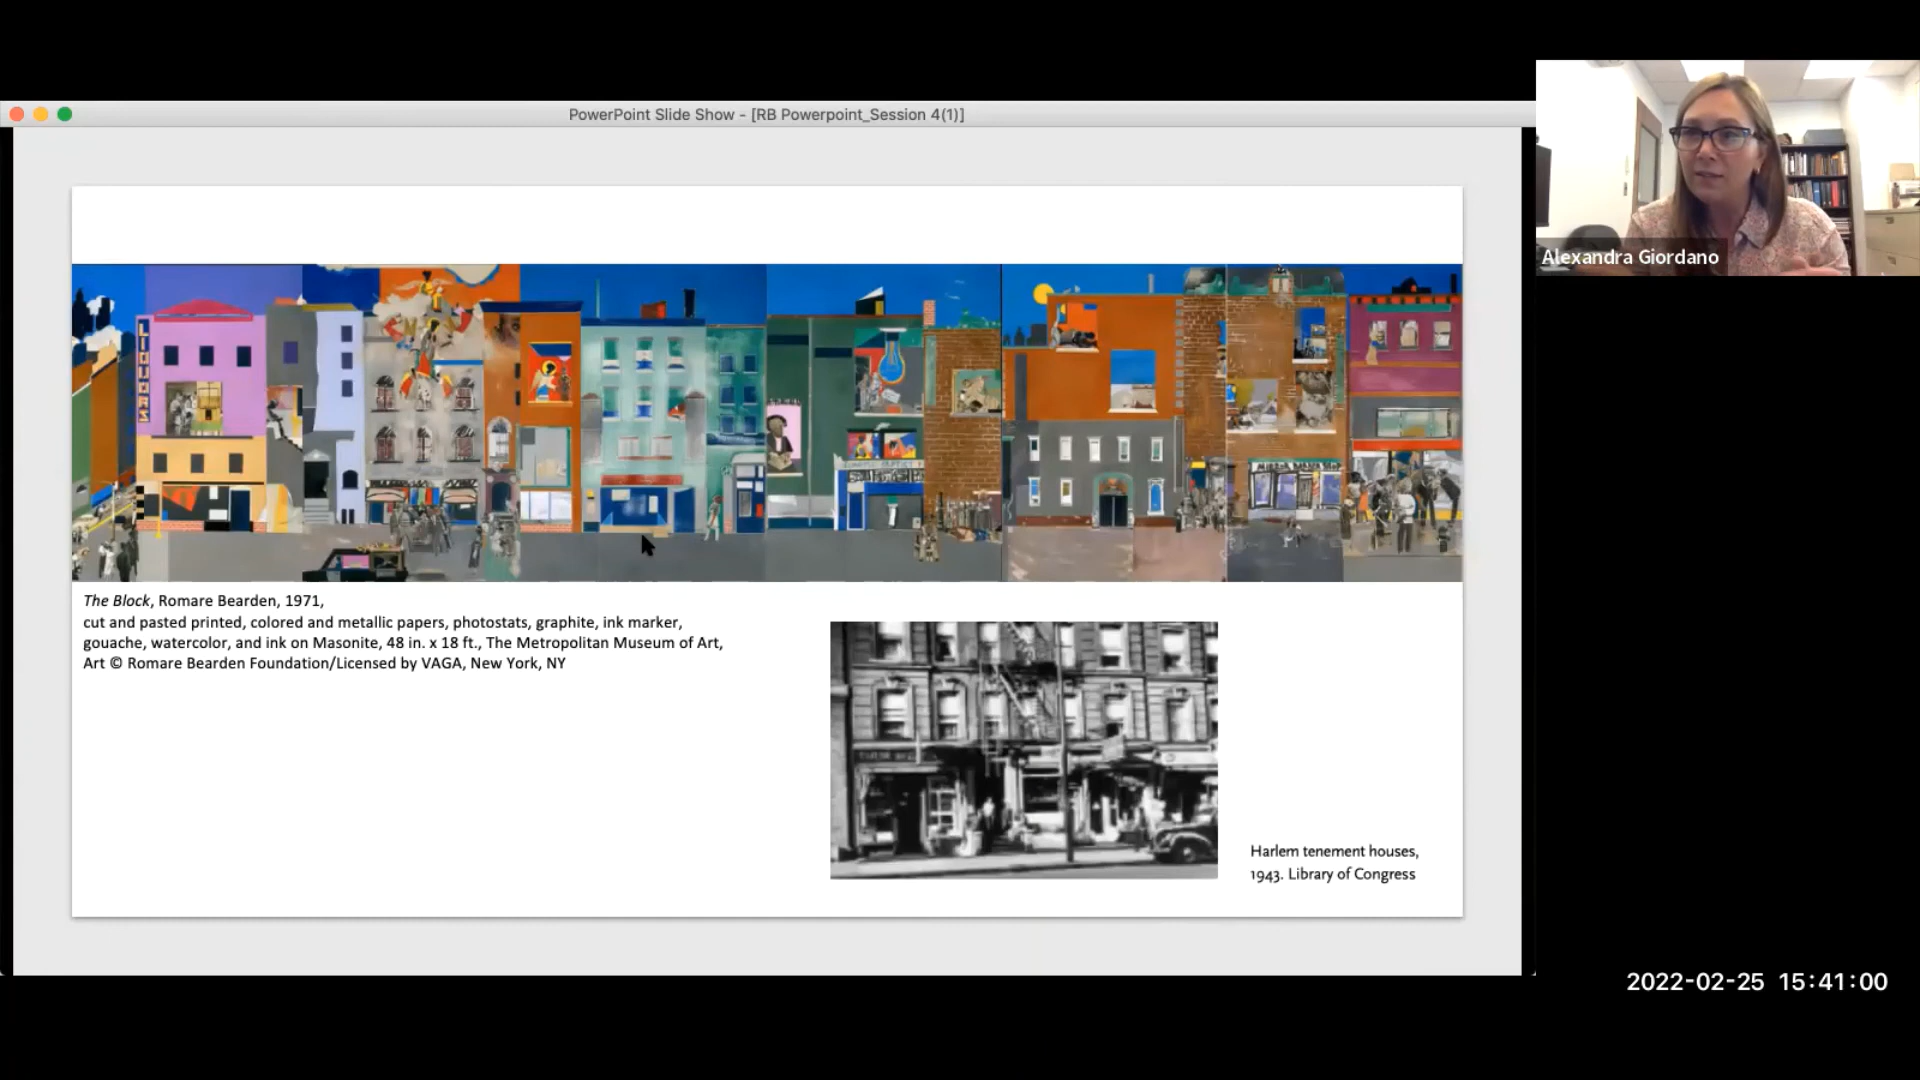 PowerPoint Slide Show - [RB Powerpoint_Session 4(1)]
Alexandra Giordano
LIQUORS
The Block, Romare Bearden, 1971,
cut and pasted printed, colored and metallic papers, photostats, graphite, ink marker,
gouache, watercolor, and ink on Masonite, 48 in. x 18 ft., The Metropolitan Museum of Art,
Art © Romare Bearden Foundation/Licensed by VAGA, New York, NY
Harlem tenement houses,
1943. Library of Congress
2022-02-25 15:41:00